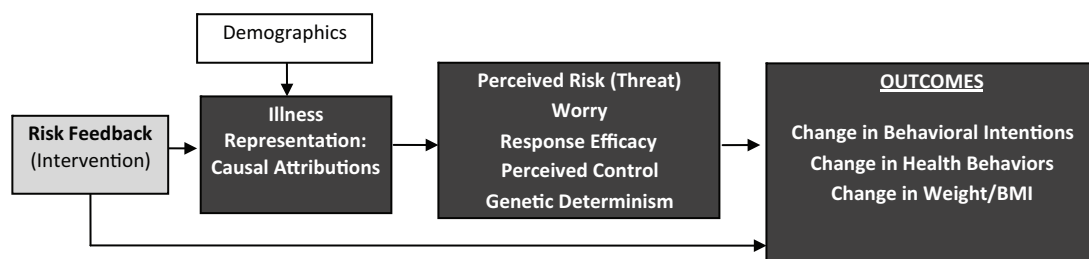 Demographics
Risk Feedback
(Intervention)
Illness
Representation:
Causal Attributions
Perceived Risk (Threat)
Worry
Response Efficacy
Perceived Control
Genetic Determinism
OUTCOMES
Change in Behavioral Intentions
Change in Health Behaviors
Change in Weight/BMI